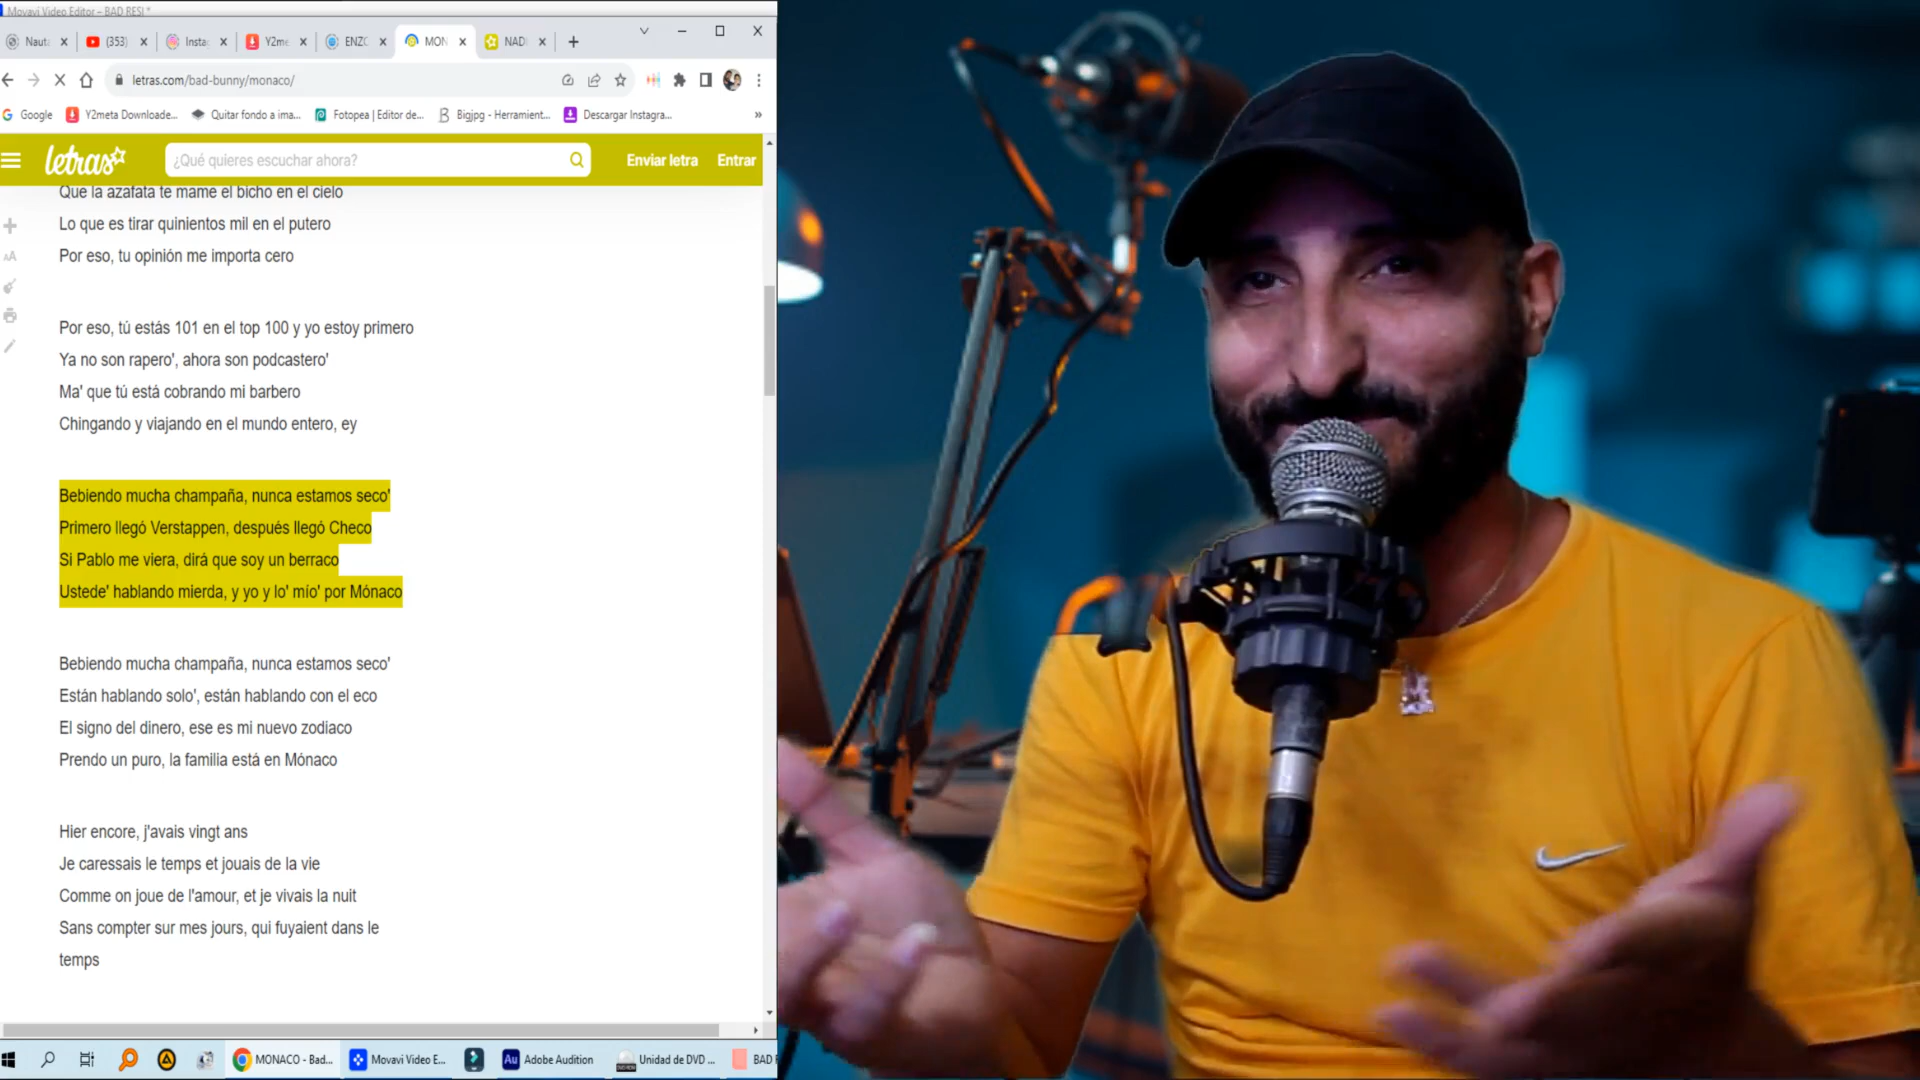 Movavi Video Editor – BAD RESI *
Nauta
(353)
Insta
Y2me
ENZO
MON
NAD
letras.com/bad-bunny/monaco/
Google
Y2meta Downloade...
Quitar fondo a ima...
Fotopea | Editor de...
Bigjpg - Herramient...
Descargar Instagra...
»
letras
¿Qué quieres escuchar ahora?
Enviar letra
Entrar
Que la azafata te mame el bicho en el cielo
Lo que es tirar quinientos mil en el putero
Por eso, tu opinión me importa cero
AA
Por eso, tú estás 101 en el top 100 y yo estoy primero
Ya no son rapero', ahora son podcastero'
Ma' que tú está cobrando mi barbero
Chingando y viajando en el mundo entero, ey
Bebiendo mucha champaña, nunca estamos seco'
Primero llegó Verstappen, después llegó Checo
Si Pablo me viera, dirá que soy un berraco
Ustede' hablando mierda, y yo y lo' mío' por Mónaco
Bebiendo mucha champaña, nunca estamos seco'
Están hablando solo', están hablando con el eco
El signo del dinero, ese es mi nuevo zodiaco
Prendo un puro, la familia está en Mónaco
Hier encore, j'avais vingt ans
Je caressais le temps et jouais de la vie
Comme on joue de l'amour, et je vivais la nuit
Sans compter sur mes jours, qui fuyaient dans le
temps
MONACO - Bad...
Movavi Video E...
Au
Adobe Audition
Unidad de DVD ...
BAD